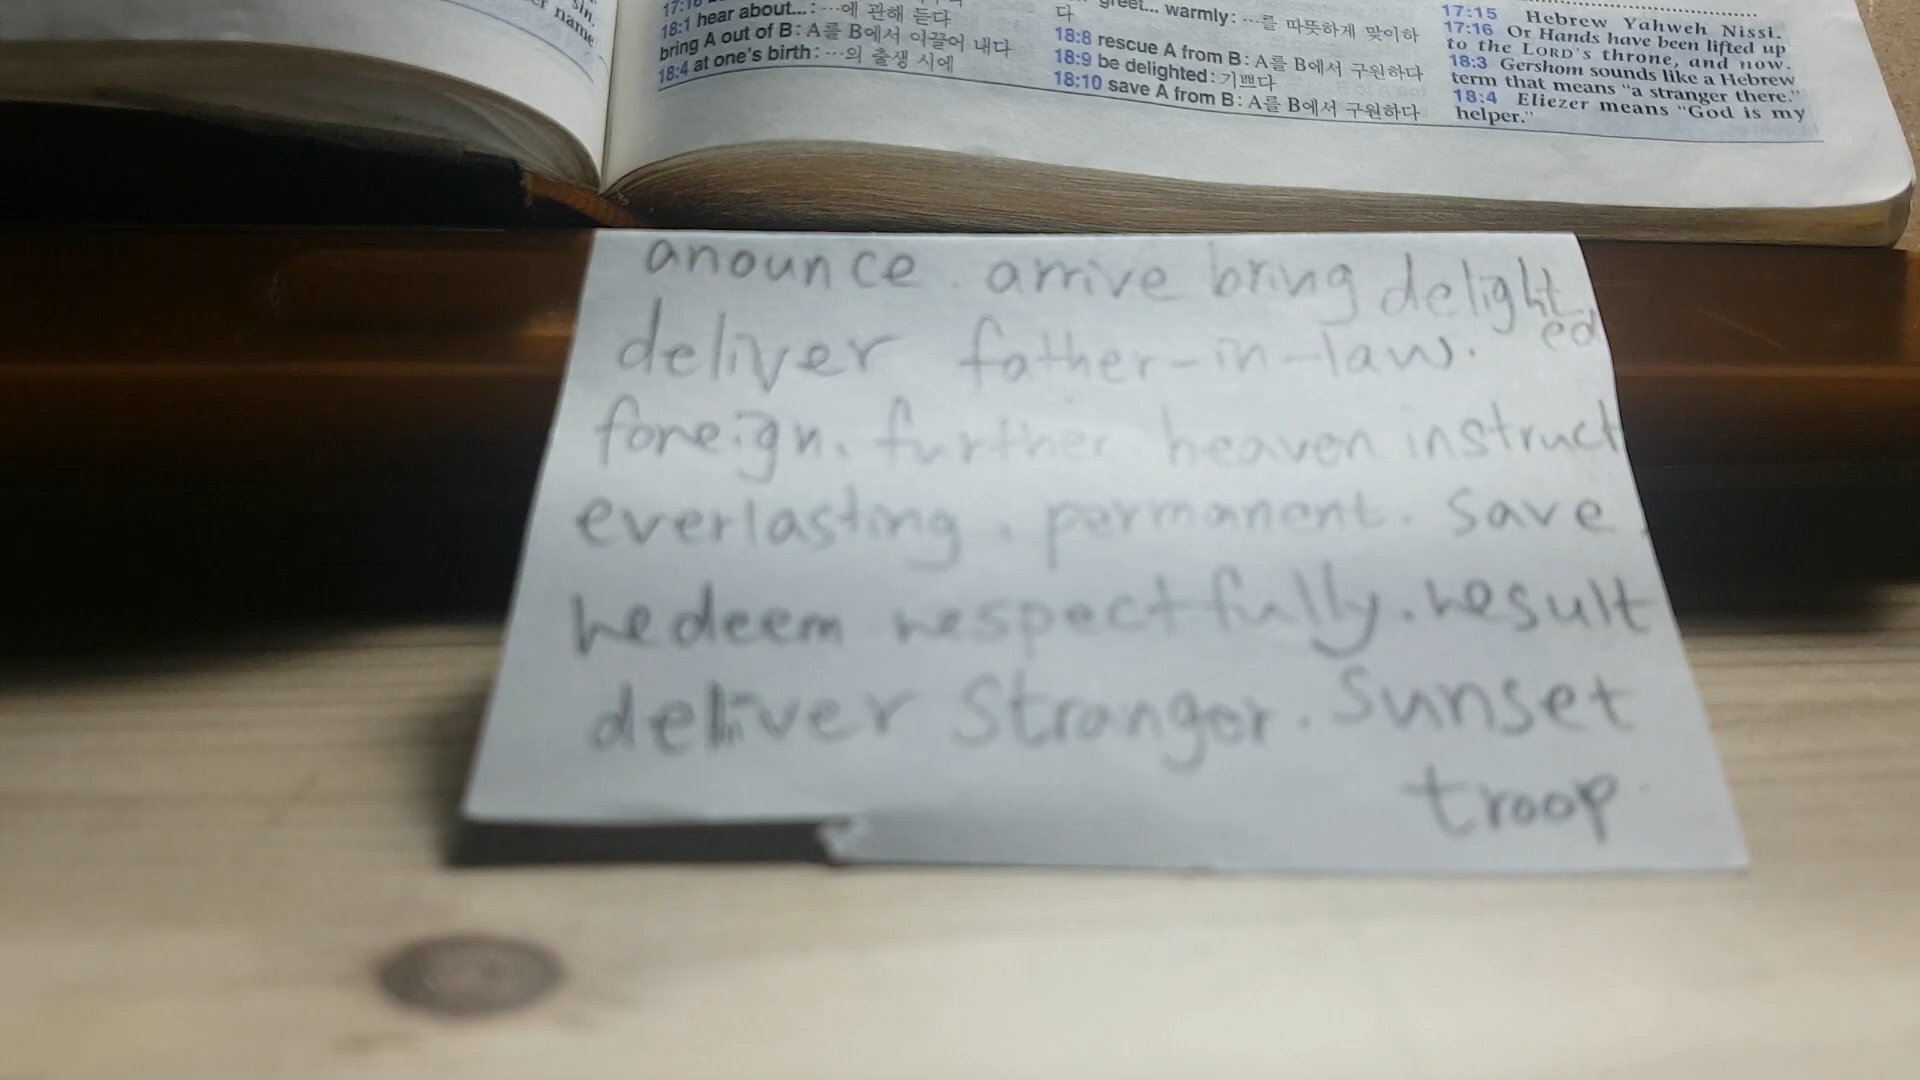 sin.
er name
18:1 hear about...: …에 관해 듣다
bring A out of B: A를 B에서 이끌어 내다
18:4 at one's birth: …의 출생 시에
greet... warmly: …를 따뜻하게 맞이하
다
18:8 rescue A from B: A를 B에서 구원하다
18:9 be delighted: 기쁘다
18:10 save A from B: A를 B에서 구원하다
17:15 Hebrew Yahweh Nissi.
17:16 Or Hands have been lifted up
to the LORD's throne, and now.
18:3 Gershom sounds like a Hebrew
term that means "a stranger there."
18:4 Eliezer means "God is my
helper."
anounce. arrive bring delight
ed
deliver father-in-law.
foreign. further heaven instruct
everlasting. permanent. save.
redeem respectfully. result
deliver Stranger. Sunset
troop